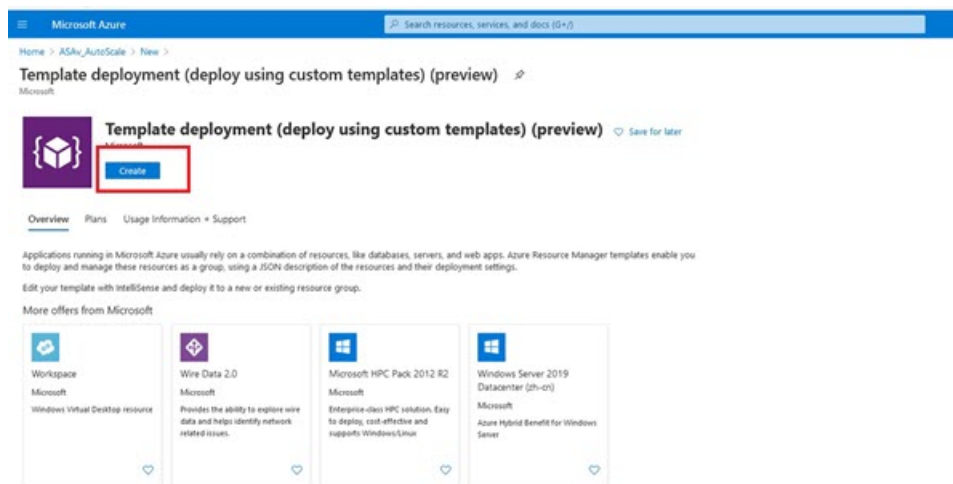 Microsoft Azure
Search resources, services, and docs (G+/)
Home > ASAv_AutoScale > New >
Template deployment (deploy using custom templates) (preview)
Microsoft
Template deployment (deploy using custom templates) (preview)
Save for later
Microsoft
Create
Overview Plans Usage Information + Support
Applications running in Microsoft Azure usually rely on a combination of resources, like databases, servers, and web apps. Azure Resource Manager templates enable you
to deploy and manage these resources as a group, using a JSON description of the resources and their deployment settings.
Edit your template with IntelliSense and deploy it to a new or existing resource group.
More offers from Microsoft
Workspace
Microsoft
Windows Virtual Desktop resource
Wire Data 2.0
Microsoft
Provides the ability to explore wire
data and helps identify network
related issues.
Microsoft HPC Pack 2012 R2
Microsoft
Enterprise-class HPC solution. Easy
to deploy, cost-effective and
supports Windows/Linux
Windows Server 2019
Datacenter (zh-cn)
Microsoft
Azure Hybrid Benefit for Windows
Server